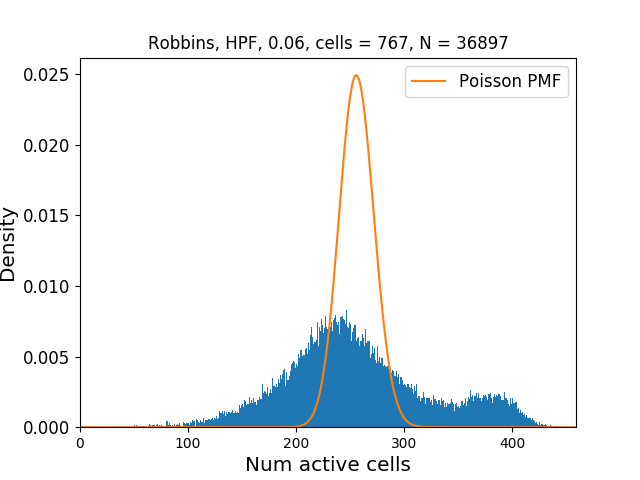 Robbins, HPF, 0.06, cells = 767, N = 36897
Poisson PMF
0.025
0.020
0.015
0.010
0.005
0.000
Density
0 100 200 300 400
Num active cells